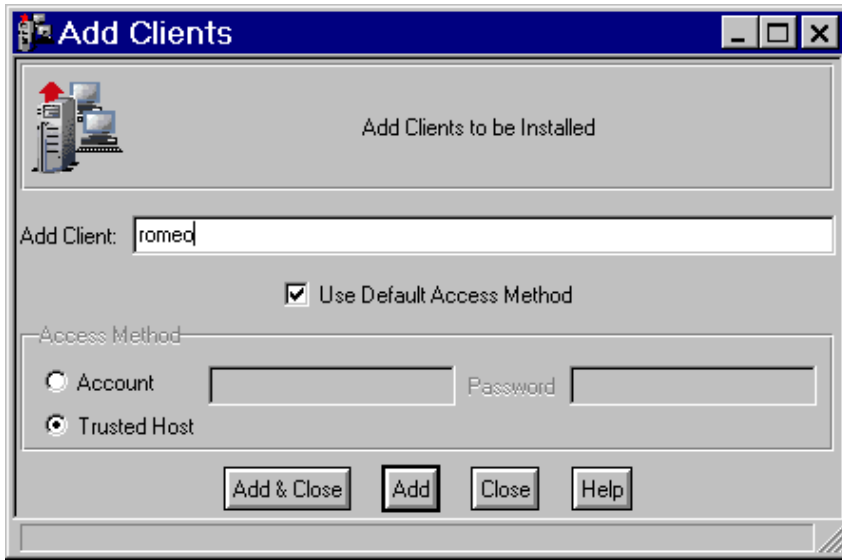 Add Clients
Add Clients to be Installed
Add Client: romeo
Use Default Access Method
Access Method
Account Password
Trusted Host
Add & Close Add Close Help